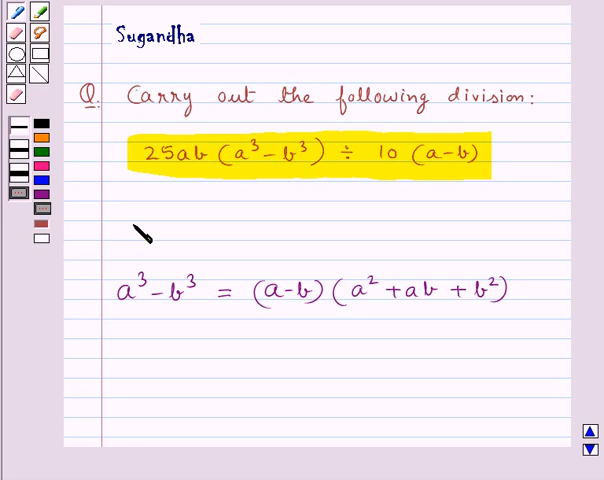 Sugandha
Q. Carry out the following division:
25ab (a³ - b³) ÷ 10 (a-b)
a³ - b³ = (a-b) (a² + ab + b²)